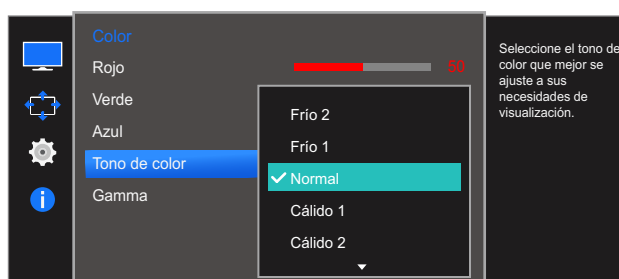 Color
Rojo
50
Verde
Azul
Tono de color
Gamma
Frío 2
Frío 1
Normal
Cálido 1
Cálido 2
Seleccione el tono de
color que mejor se
ajuste a sus
necesidades de
visualización.